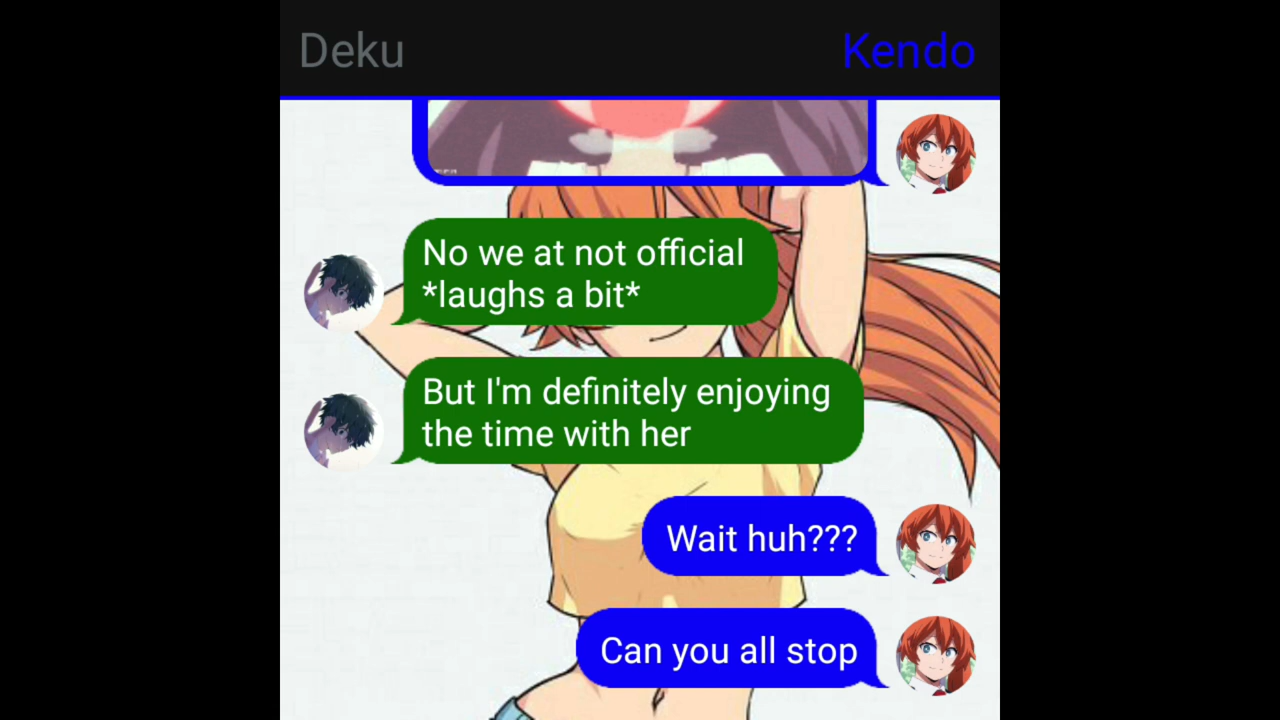 Deku
Kendo
No we at not official
*laughs a bit*
But I'm definitely enjoying
the time with her
Wait huh???
Can you all stop